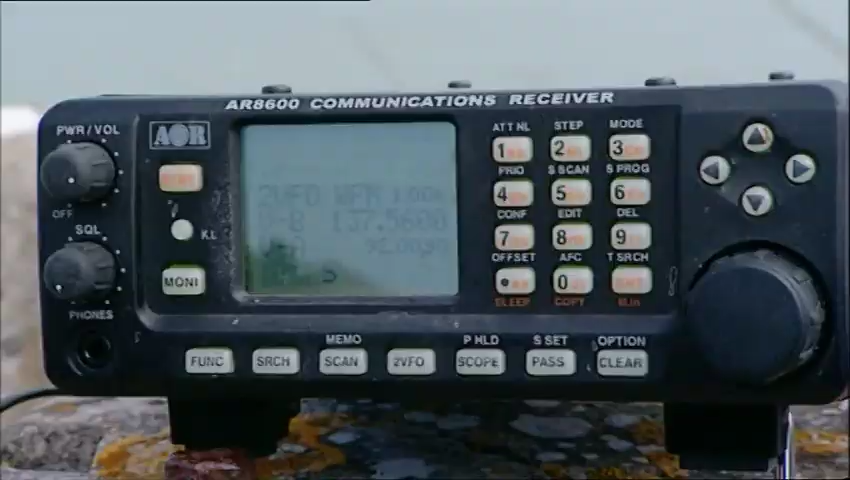 AR8600 COMMUNICATIONS RECEIVER
PWR/VOL
AOR
OFF
SQL
K.L
MONI
PHONES
2VFO WFM
137.5600
ATT NL STEP MODE
1 2 3
PRIO S SCAN S PROG
4 5 6
CONF EDIT DEL
7 8 9
OFFSET AFC T SRCH
0
SLEEP COPY
MEMO P HLD S SET OPTION
FUNC SRCH SCAN 2VFO SCOPE PASS CLEAR